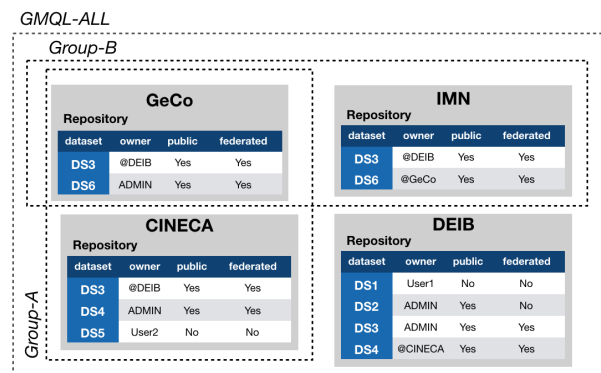 GMQL-ALL
Group-B
GeCo
Repository
dataset owner public federated
DS3 @DEIB Yes Yes
DS6 ADMIN Yes Yes
IMN
Repository
dataset owner public federated
DS3 @DEIB Yes Yes
DS6 @GeCo Yes Yes
Group-A
CINECA
Repository
dataset owner public federated
DS3 @DEIB Yes Yes
DS4 ADMIN Yes Yes
DS5 User2 No No
DEIB
Repository
dataset owner public federated
DS1 User1 No No
DS2 ADMIN Yes No
DS3 ADMIN Yes Yes
DS4 @CINECA Yes Yes